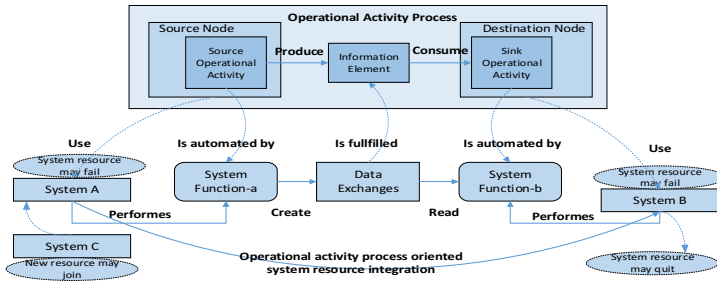 Operational Activity Process
Source Node
Destination Node
Source
Operational
Activity
Produce
Information
Element
Consume
Sink
Operational
Activity
Use
Is automated by
Is fullfilled
Is automated by
Use
System resource
may fail
System A
System
Function-a
Data
Exchanges
System
Function-b
System resource
may fail
System B
Performes
Create
Read
Performes
System C
New resource may
join
Operational activity process oriented
system resource integration
System resource
may quit